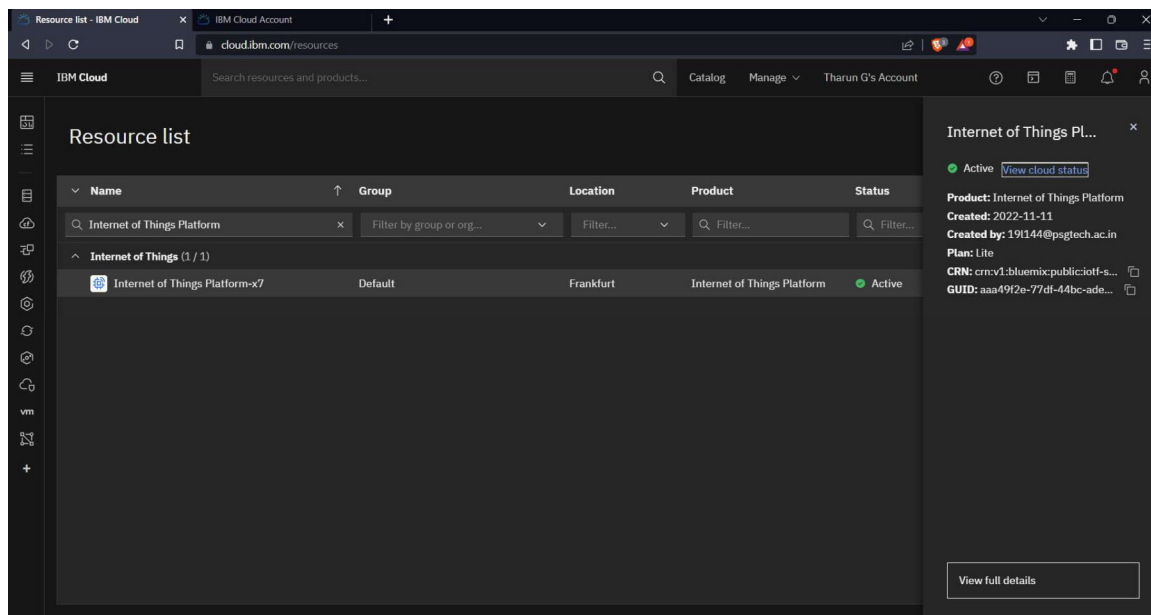 Resource list - IBM Cloud
IBM Cloud Account
cloud.ibm.com/resources
IBM Cloud
Search resources and products...
Catalog
Manage
Tharun G's Account
Resource list
Name
Group
Location
Product
Status
Internet of Things Platform
Filter by group or org...
Filter...
Filter...
Filter...
Internet of Things (1 / 1)
Internet of Things Platform-x7
Default
Frankfurt
Internet of Things Platform
Active
vm
Internet of Things Pl...
Active View cloud status
Product: Internet of Things Platform
Created: 2022-11-11
Created by: 19l144@psgtech.ac.in
Plan: Lite
CRN: crn:v1:bluemix:public:iotf-s...
GUID: aaa49f2e-77df-44bc-ade...
View full details